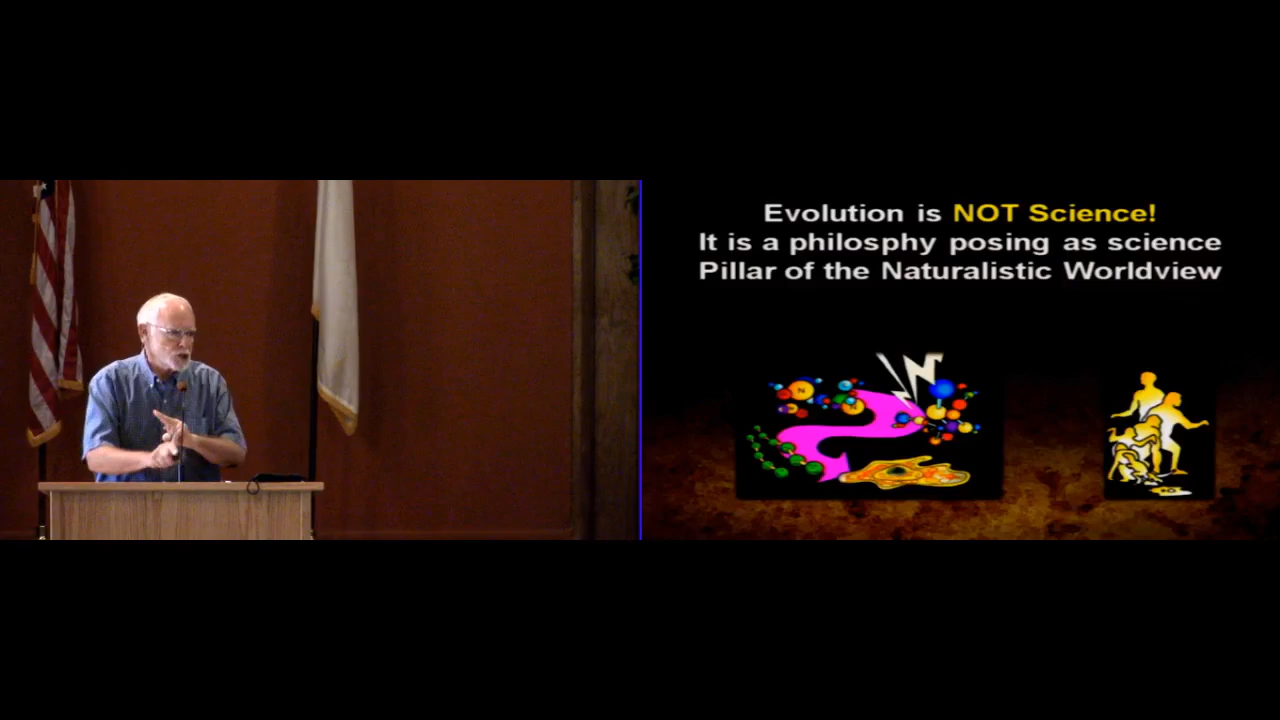 Evolution is NOT Science!
It is a philosphy posing as science
Pillar of the Naturalistic Worldview
N
N